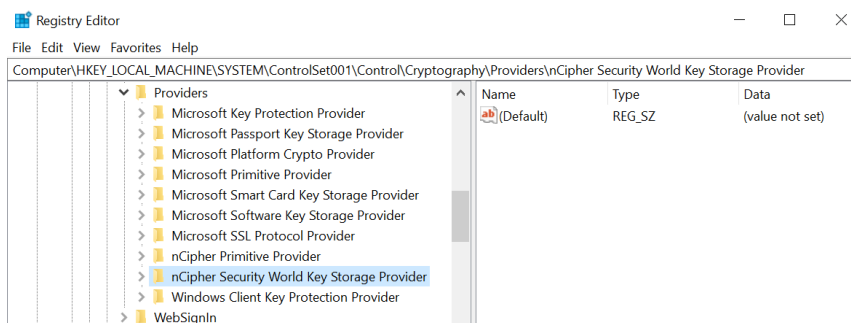 Registry Editor
File Edit View Favorites Help
Computer\HKEY_LOCAL_MACHINE\SYSTEM\ControlSet001\Control\Cryptography\Providers\nCipher Security World Key Storage Provider
Providers
Microsoft Key Protection Provider
Microsoft Passport Key Storage Provider
Microsoft Platform Crypto Provider
Microsoft Primitive Provider
Microsoft Smart Card Key Storage Provider
Microsoft Software Key Storage Provider
Microsoft SSL Protocol Provider
nCipher Primitive Provider
nCipher Security World Key Storage Provider
Windows Client Key Protection Provider
WebSignIn
Name Type Data
ab (Default) REG_SZ (value not set)